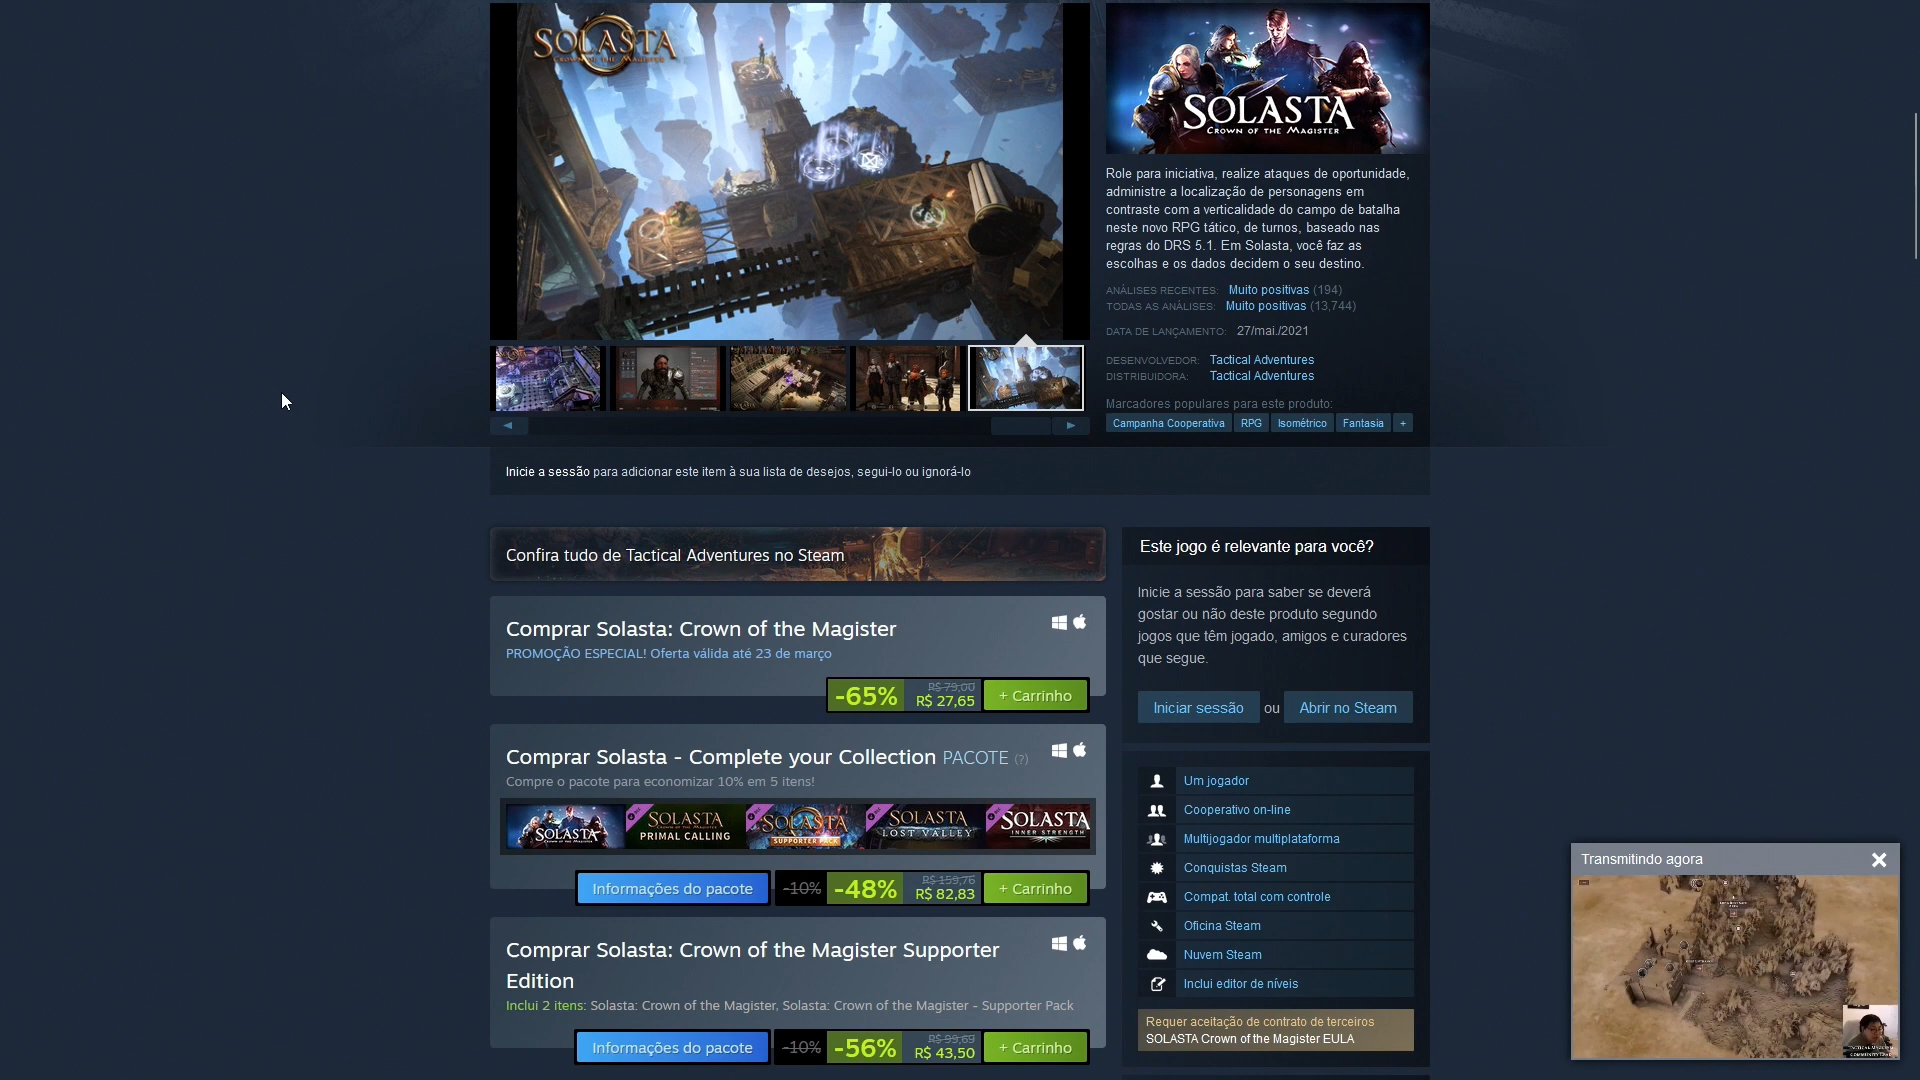 SOLASTA
CROWN OF THE MAGISTER
SOLASTA
CROWN OF THE MAGISTER
Role para iniciativa, realize ataques de oportunidade,
administre a localização de personagens em
contraste com a verticalidade do campo de batalha
neste novo RPG tático, de turnos, baseado nas
regras do DRS 5.1. Em Solasta, você faz as
escolhas e os dados decidem o seu destino.
ANÁLISES RECENTES: Muito positivas (194)
TODAS AS ANÁLISES: Muito positivas (13,744)
DATA DE LANÇAMENTO: 27/mai./2021
DESENVOLVEDOR: Tactical Adventures
DISTRIBUIDORA: Tactical Adventures
Marcadores populares para este produto:
Campanha Cooperativa RPG Isométrico Fantasia +
Inicie a sessão para adicionar este item à sua lista de desejos, segui-lo ou ignorá-lo
Confira tudo de Tactical Adventures no Steam
Comprar Solasta: Crown of the Magister
PROMOÇÃO ESPECIAL! Oferta válida até 23 de março
-65% R$ 79,00 R$ 27,65 + Carrinho
Comprar Solasta - Complete your Collection PACOTE (?)
Compre o pacote para economizar 10% em 5 itens!
SOLASTA
SOLASTA PRIMAL CALLING
SOLASTA SUPPORTER PACK
SOLASTA LOST VALLEY
SOLASTA INNER STRENGTH
Informações do pacote -10% -48% R$ 159,76 R$ 82,83 + Carrinho
Comprar Solasta: Crown of the Magister Supporter
Edition
Inclui 2 itens: Solasta: Crown of the Magister, Solasta: Crown of the Magister - Supporter Pack
Informações do pacote -10% -56% R$ 99,69 R$ 43,50 + Carrinho
Este jogo é relevante para você?
Inicie a sessão para saber se deverá
gostar ou não deste produto segundo
jogos que têm jogado, amigos e curadores
que segue.
Iniciar sessão ou Abrir no Steam
Um jogador
Cooperativo on-line
Multijogador multiplataforma
Conquistas Steam
Compat. total com controle
Oficina Steam
Nuvem Steam
Inclui editor de níveis
Requer aceitação de contrato de terceiros
SOLASTA Crown of the Magister EULA
Transmitindo agora